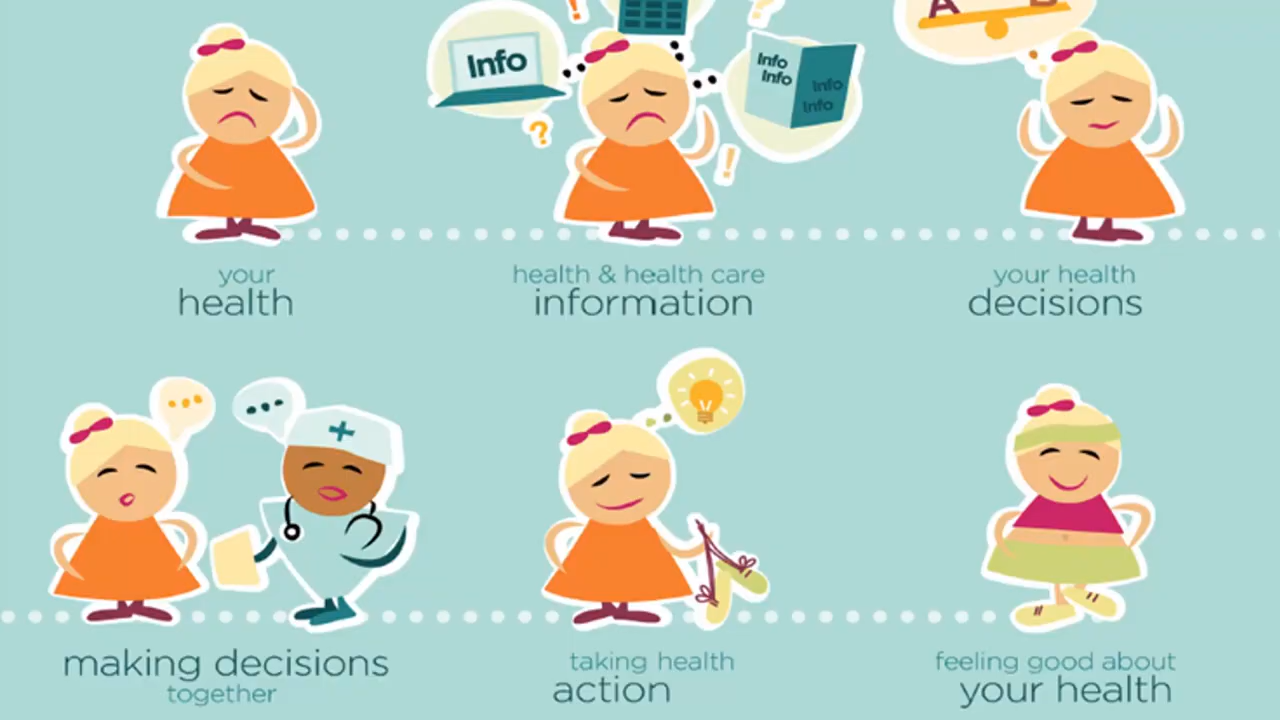 A B
Info
Info
Info
Info
Info
? ! ? !
your
health
health & health care
information
your health
decisions
making decisions
together
taking health
action
feeling good about
your health